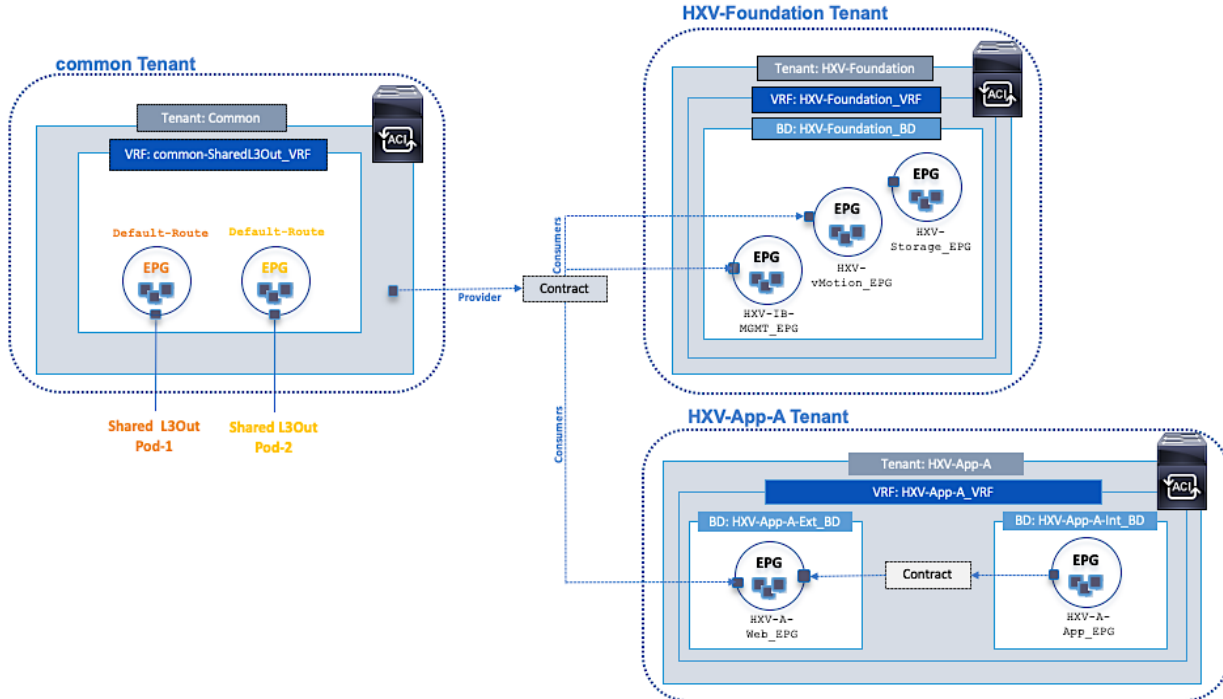 HXV-Foundation Tenant
common Tenant
Tenant: HXV-Foundation
ACI
VRF: HXV-Foundation_VRF
BD: HXV-Foundation_BD
Tenant: Common
ACI
VRF: common-SharedL3Out_VRF
EPG
HXV-
Storage_EPG
EPG
HXV-
vMotion_EPG
EPG
HXV-IB-
MGMT_EPG
Default-Route
EPG
Default-Route
EPG
Provider
Contract
Consumers
Consumers
Shared L3Out
Pod-1
Shared L3Out
Pod-2
HXV-App-A Tenant
Tenant: HXV-App-A
ACI
VRF: HXV-App-A_VRF
BD: HXV-App-A-Ext_BD
BD: HXV-App-A-Int_BD
EPG
HXV-A-
Web_EPG
Contract
EPG
HXV-A-
App_EPG